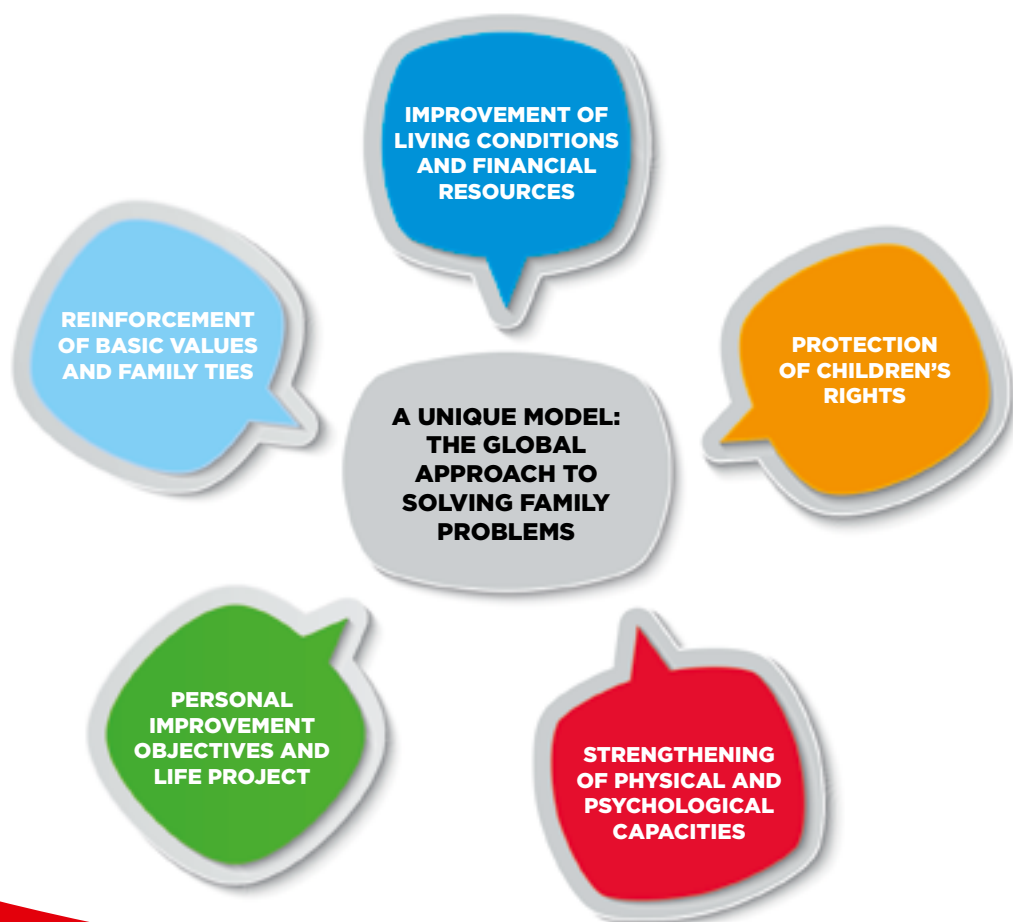 IMPROVEMENT OF
LIVING CONDITIONS
AND FINANCIAL
RESOURCES
REINFORCEMENT
OF BASIC VALUES
AND FAMILY TIES
PROTECTION
OF CHILDREN'S
RIGHTS
A UNIQUE MODEL:
THE GLOBAL
APPROACH TO
SOLVING FAMILY
PROBLEMS
PERSONAL
IMPROVEMENT
OBJECTIVES AND
LIFE PROJECT
STRENGTHENING
OF PHYSICAL AND
PSYCHOLOGICAL
CAPACITIES